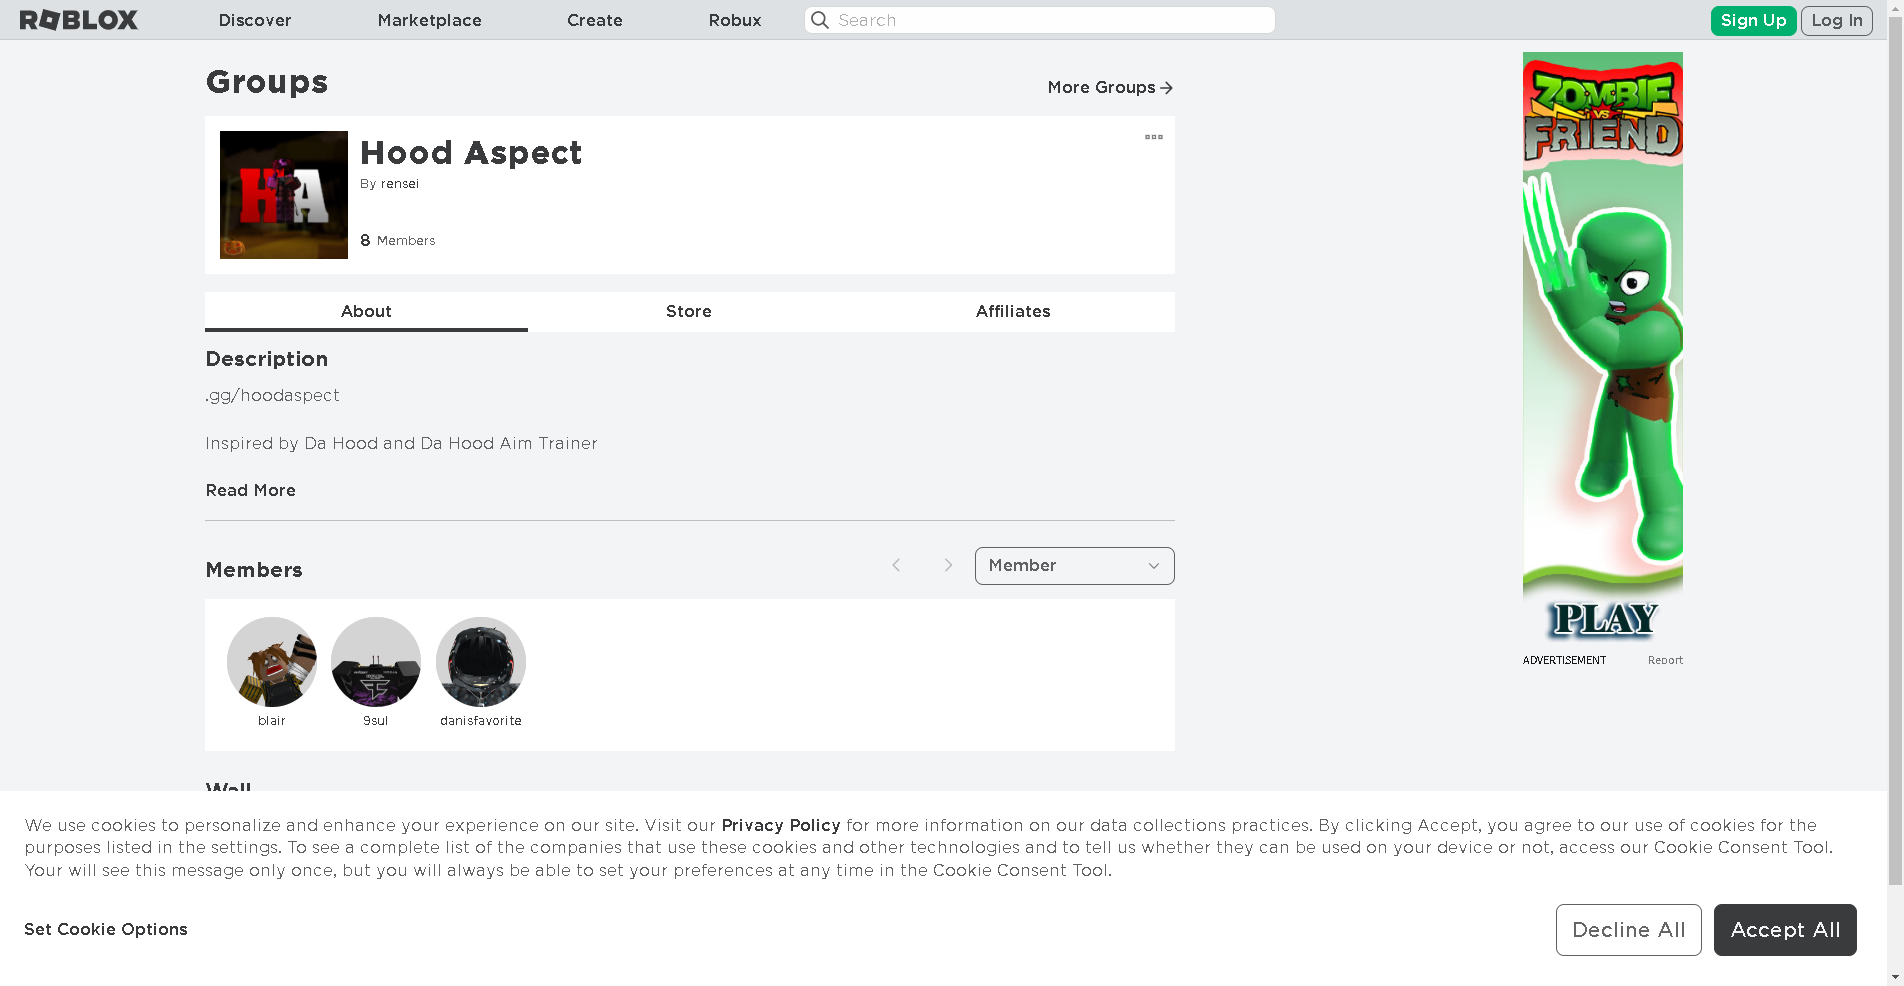 ROBLOX Discover Marketplace Create Robux Search Sign Up Log In
Groups
More Groups
HA
Hood Aspect
By rensei
8 Members
About Store Affiliates
Description
.gg/hoodaspect
Inspired by Da Hood and Da Hood Aim Trainer
Read More
Members
Member
blair 9sul danisfavorite
Wall
ZOMBIE
VS
FRIEND
PLAY
ADVERTISEMENT Report
We use cookies to personalize and enhance your experience on our site. Visit our Privacy Policy for more information on our data collections practices. By clicking Accept, you agree to our use of cookies for the
purposes listed in the settings. To see a complete list of the companies that use these cookies and other technologies and to tell us whether they can be used on your device or not, access our Cookie Consent Tool.
Your will see this message only once, but you will always be able to set your preferences at any time in the Cookie Consent Tool.
Set Cookie Options
Decline All Accept All